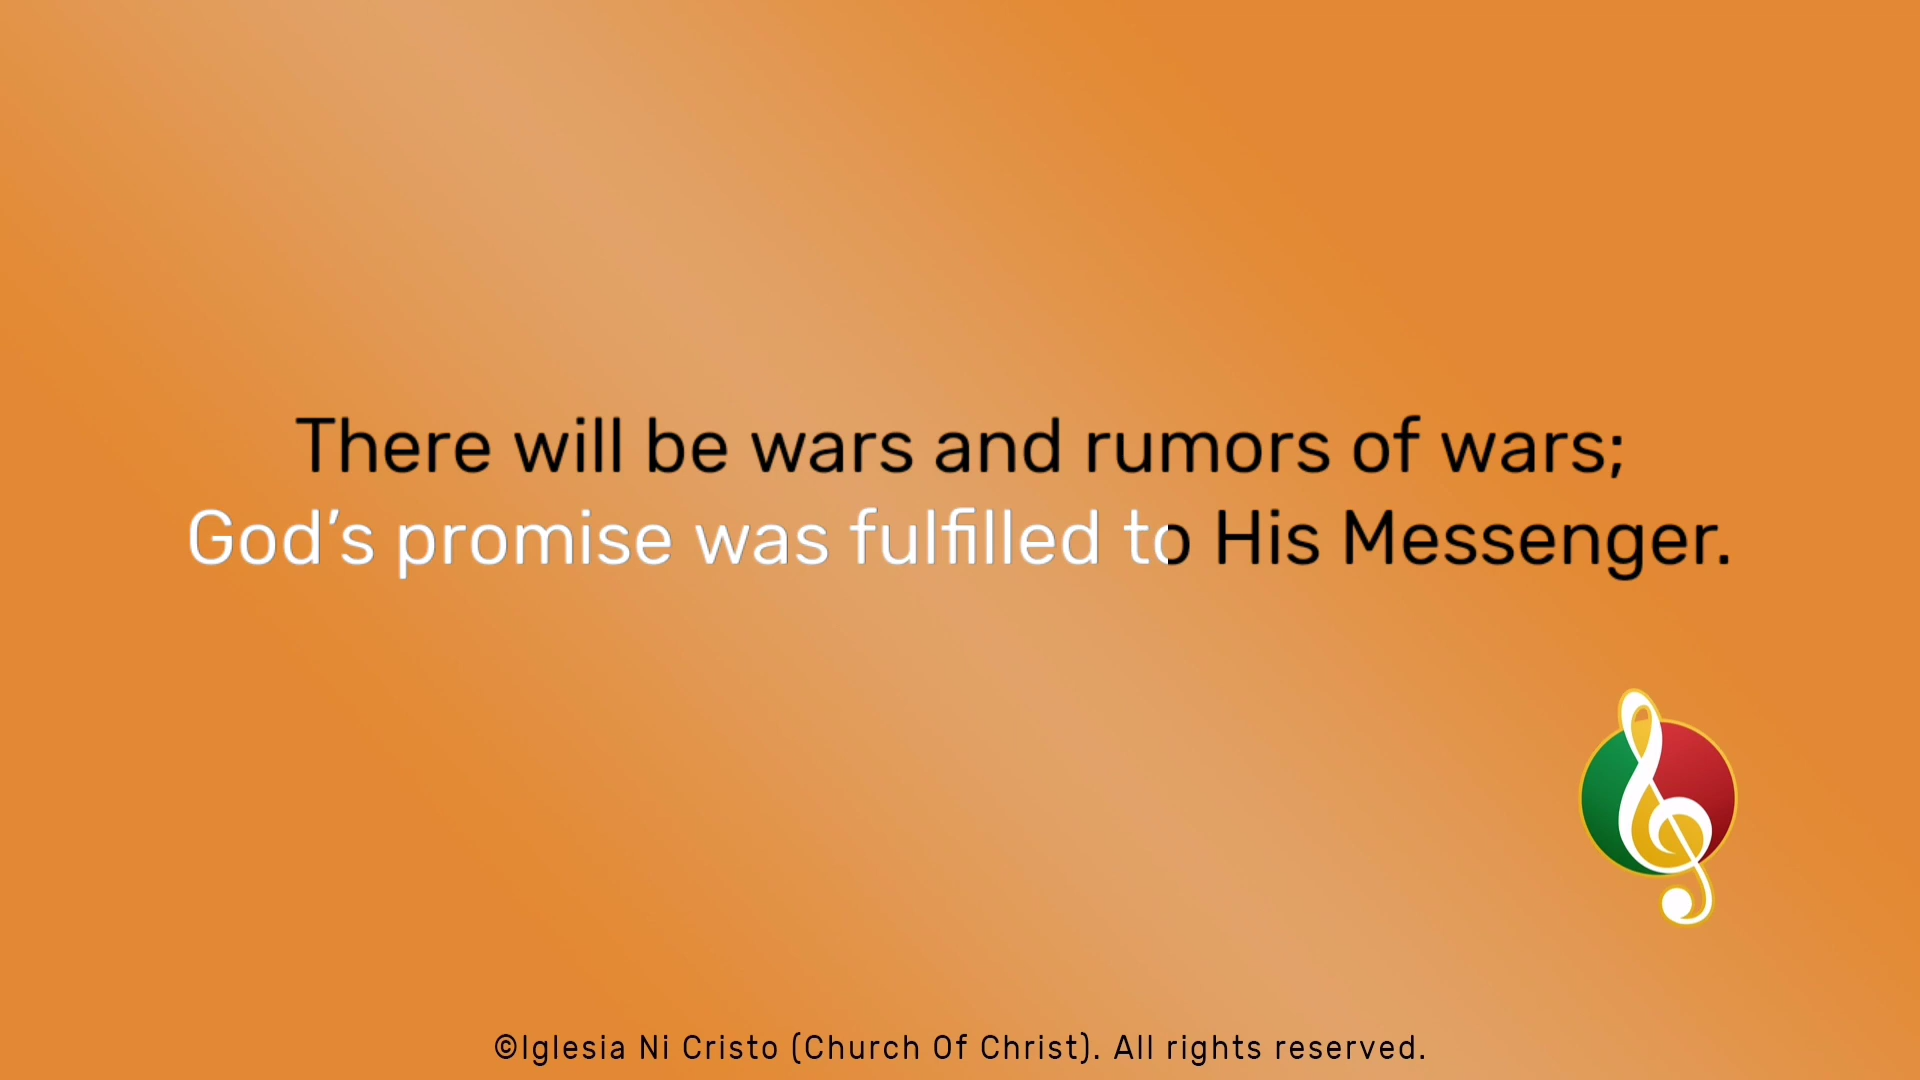 There will be wars and rumors of wars;
God’s promise was fulfilled to His Messenger.
©Iglesia Ni Cristo (Church Of Christ). All rights reserved.